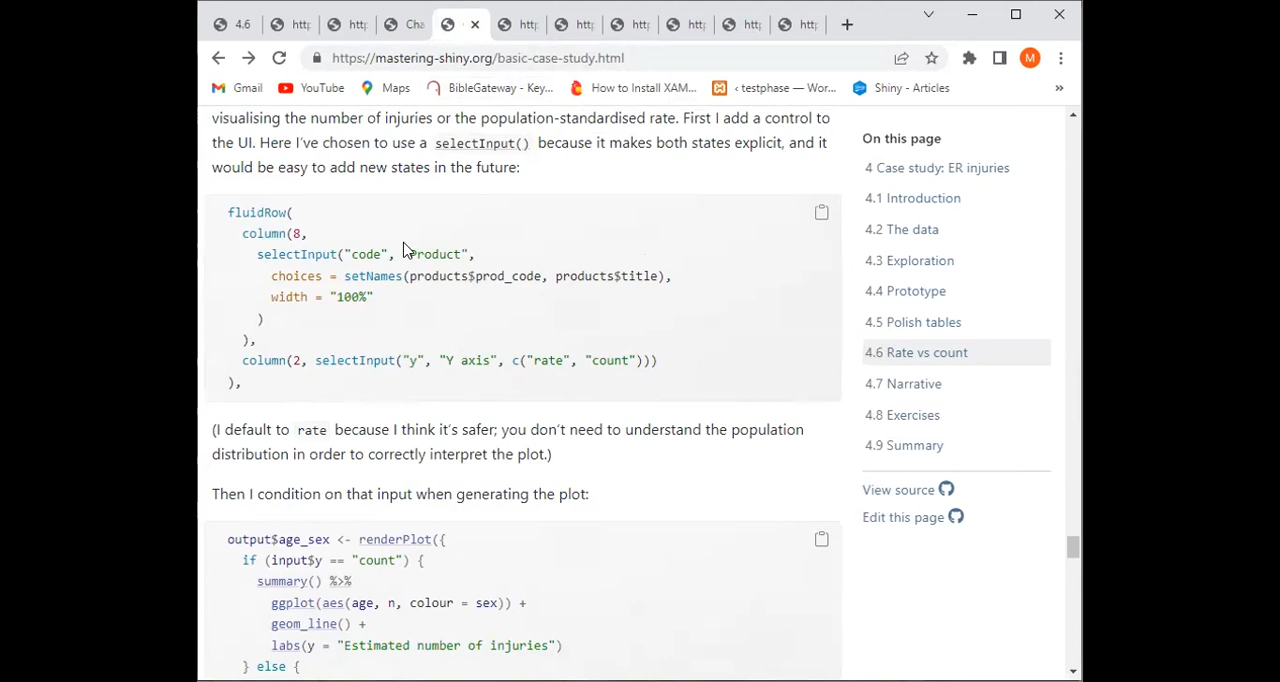 4.6 http http Cha http http http http http http
https://mastering-shiny.org/basic-case-study.html M
Gmail YouTube Maps BibleGateway - Key... How to Install XAM... ‹ testphase — Wor... Shiny - Articles »
visualising the number of injuries or the population-standardised rate. First I add a control to
the UI. Here I've chosen to use a selectInput() because it makes both states explicit, and it
would be easy to add new states in the future:
fluidRow(
column(8,
selectInput("code", "Product",
choices = setNames(products$prod_code, products$title),
width = "100%"
)
),
column(2, selectInput("y", "Y axis", c("rate", "count")))
),
(I default to rate because I think it's safer; you don't need to understand the population
distribution in order to correctly interpret the plot.)
Then I condition on that input when generating the plot:
output$age_sex <- renderPlot({
if (input$y == "count") {
summary() %>%
ggplot(aes(age, n, colour = sex)) +
geom_line() +
labs(y = "Estimated number of injuries")
} else {
On this page
4 Case study: ER injuries
4.1 Introduction
4.2 The data
4.3 Exploration
4.4 Prototype
4.5 Polish tables
4.6 Rate vs count
4.7 Narrative
4.8 Exercises
4.9 Summary
View source
Edit this page